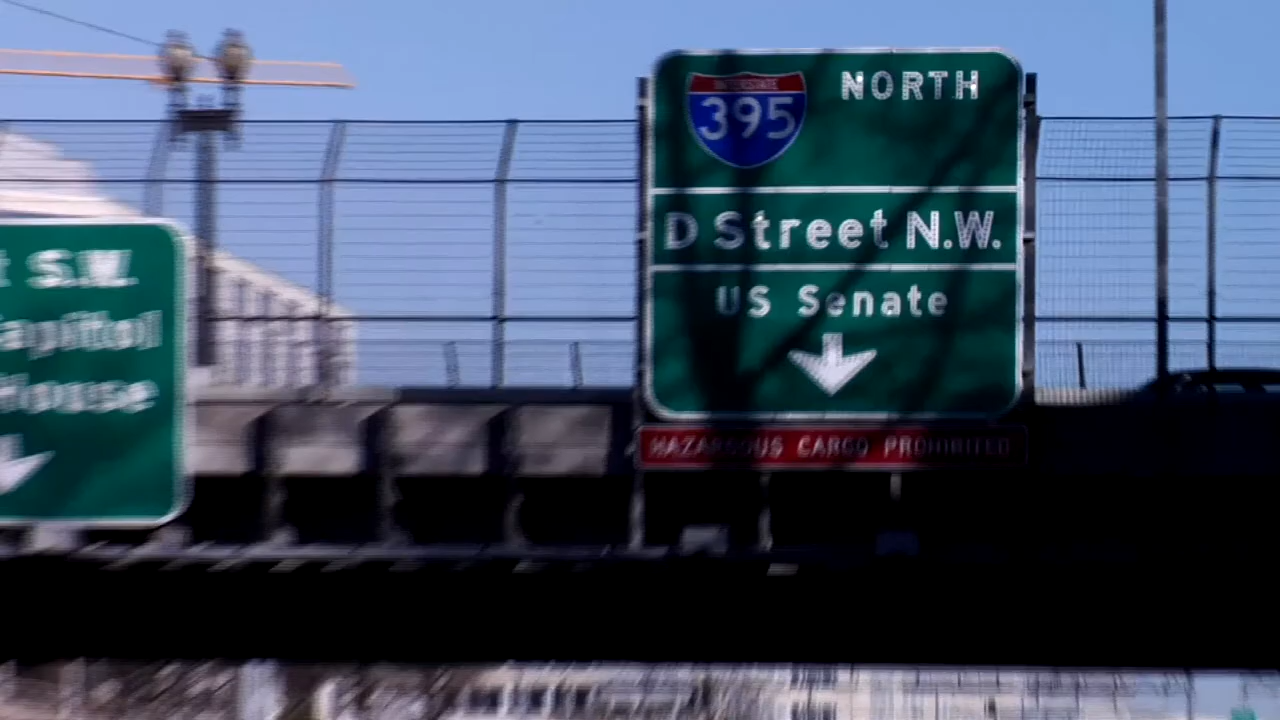 S.W.
Capitol
House
INTERSTATE
395
NORTH
D Street N.W.
US Senate
HAZARDOUS CARGO PROHIBITED